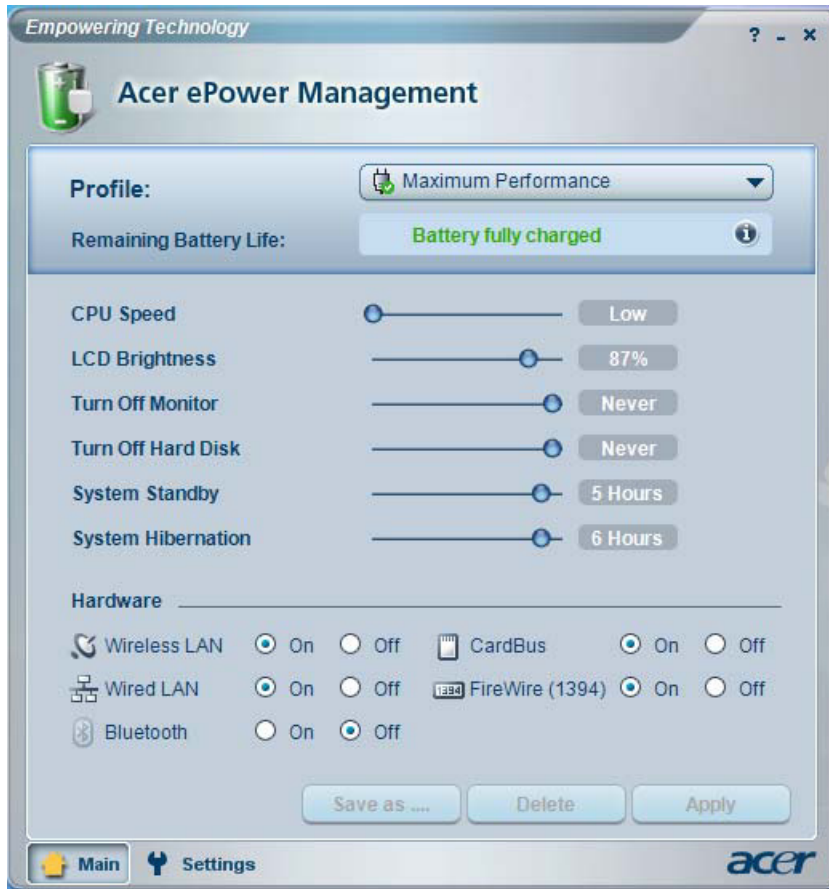 Empowering Technology
? - x
Acer ePower Management
Profile: Maximum Performance
Remaining Battery Life: Battery fully charged
CPU Speed Low
LCD Brightness 87%
Turn Off Monitor Never
Turn Off Hard Disk Never
System Standby 5 Hours
System Hibernation 6 Hours
Hardware
Wireless LAN On Off CardBus On Off
Wired LAN On Off 1394 FireWire (1394) On Off
Bluetooth On Off
Save as .... Delete Apply
Main Settings acer